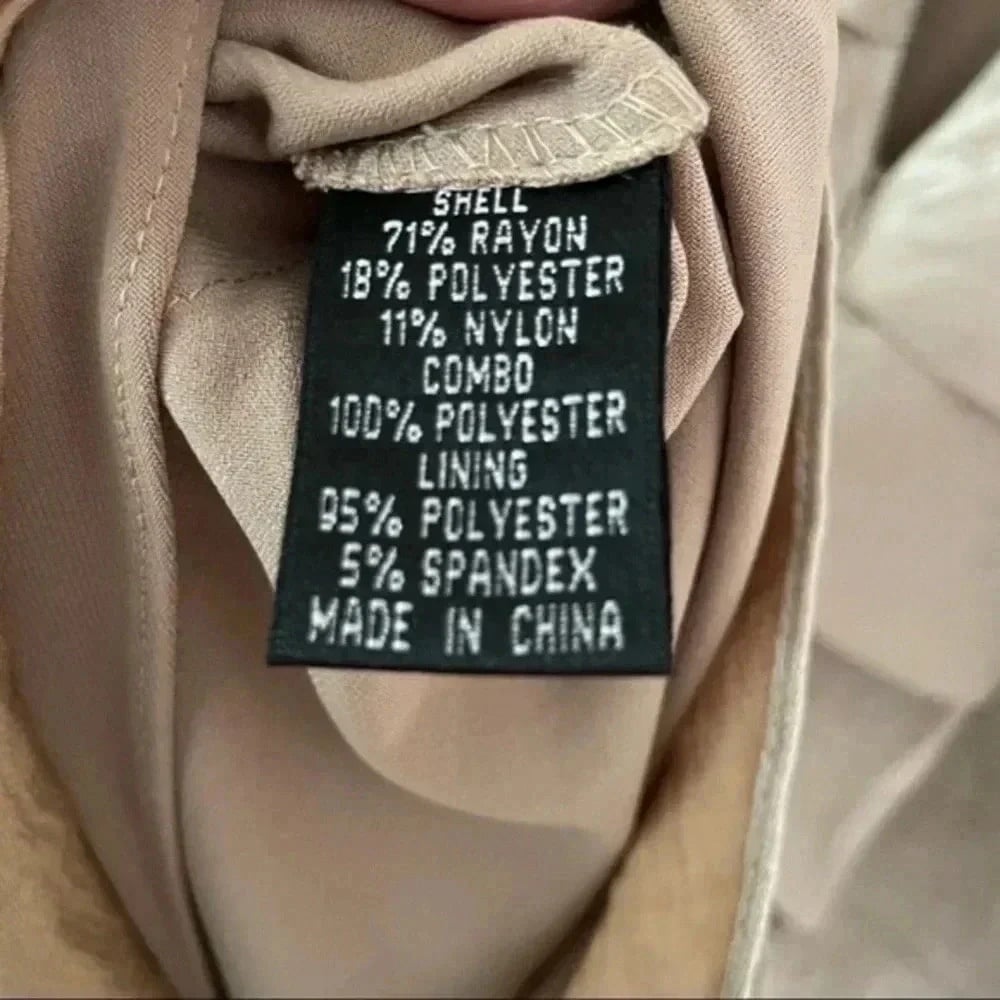 SHELL
71% RAYON
18% POLYESTER
11% NYLON
COMBO
100% POLYESTER
LINING
95% POLYESTER
5% SPANDEX
MADE IN CHINA